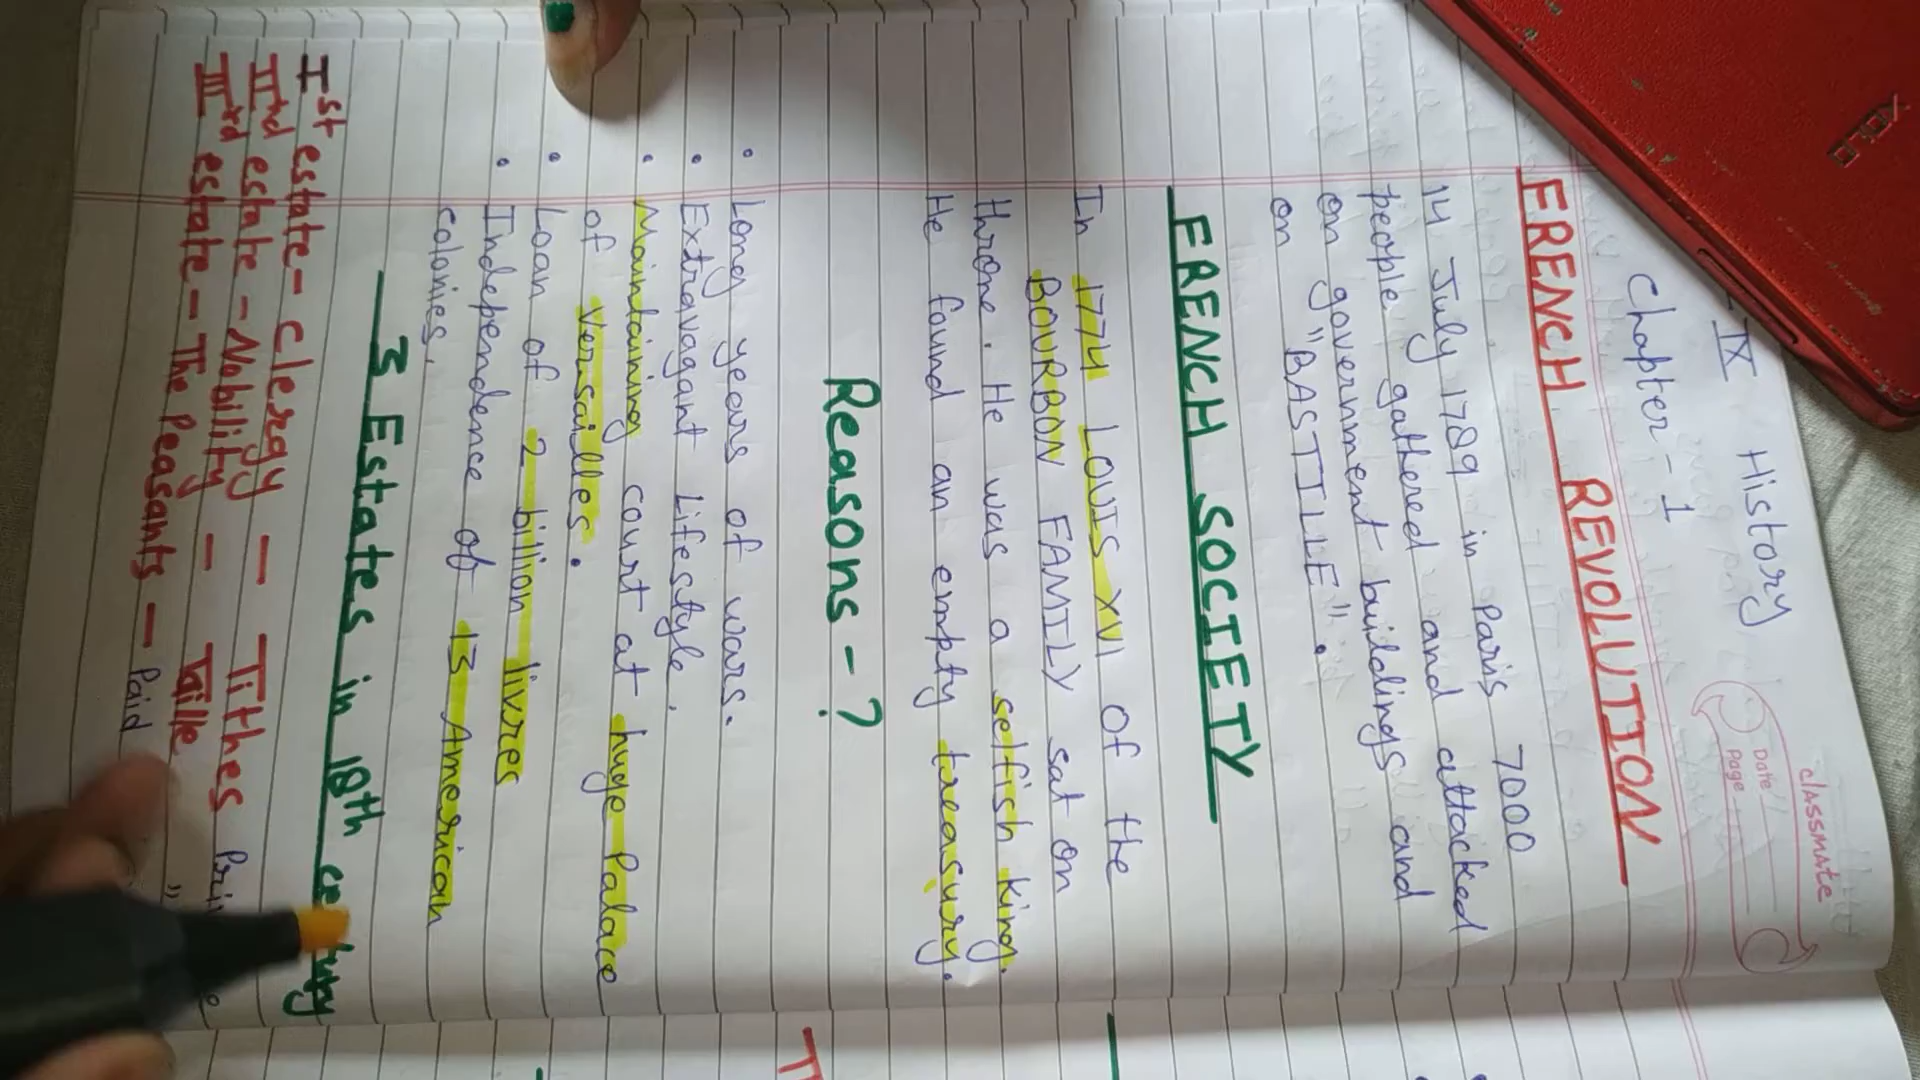 IX History
Chapter - 1
classmate
Date
Page
FRENCH REVOLUTION
14 July 1789 in Paris 7000
people gathered and attacked
on government buildings and
on "BASTILLE".
FRENCH SOCIETY
In 1774 LOUIS XVI of the
BOURBON FAMILY sat on
throne. He was a selfish king.
He found an empty treasury.
Reasons - ?
• Long years of wars.
• Extravagant Lifestyle.
• Maindaining court at huge Palace
of Versailles.
• Loan of 2 billion livres
• Independence of 13 American
colonies.
3 Estates in 18th century
Ist estate - Clergy - Tithes
IInd estate - Nobility - Taille "
IIIrd estate - The Peasants - Paid
XOLO